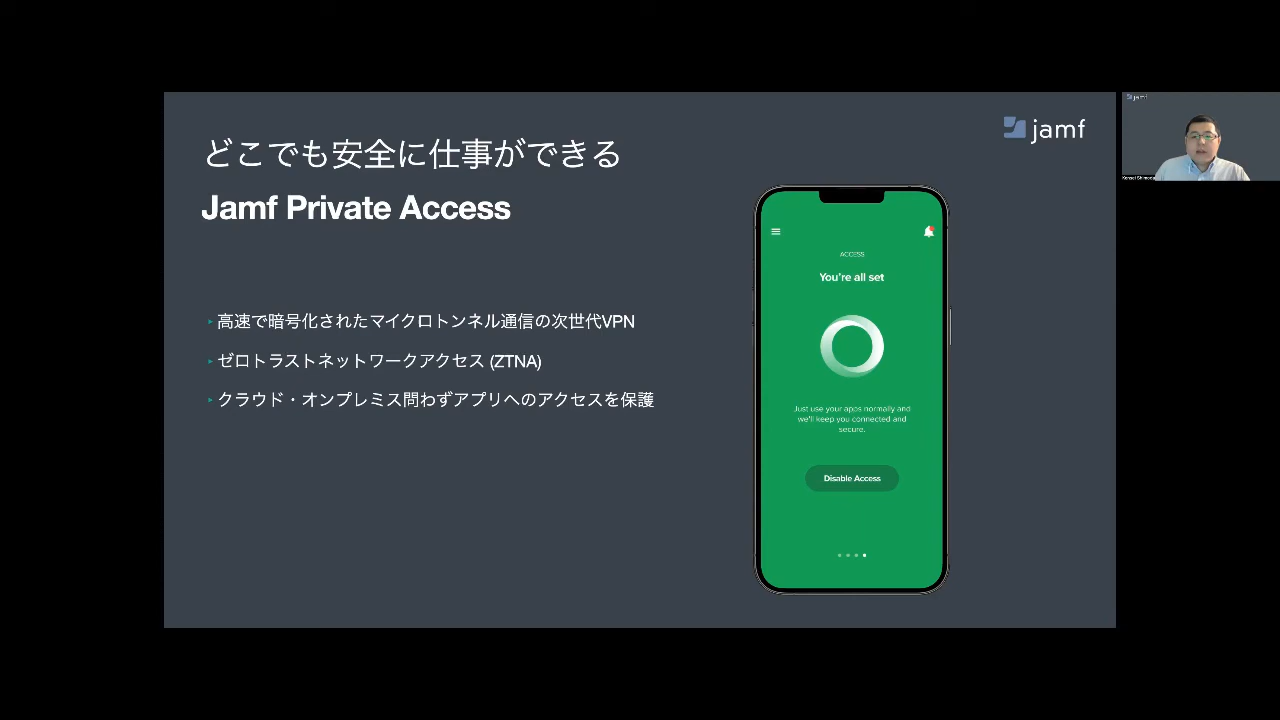 どこでも安全に仕事ができる
Jamf Private Access
jamf
高速で暗号化されたマイクロトンネル通信の次世代VPN
ゼロトラストネットワークアクセス (ZTNA)
クラウド・オンプレミス問わずアプリへのアクセスを保護
ACCESS
You're all set
Just use your apps normally and
we'll keep you connected and
secure.
Disable Access
jamf
Kensei Shimoda